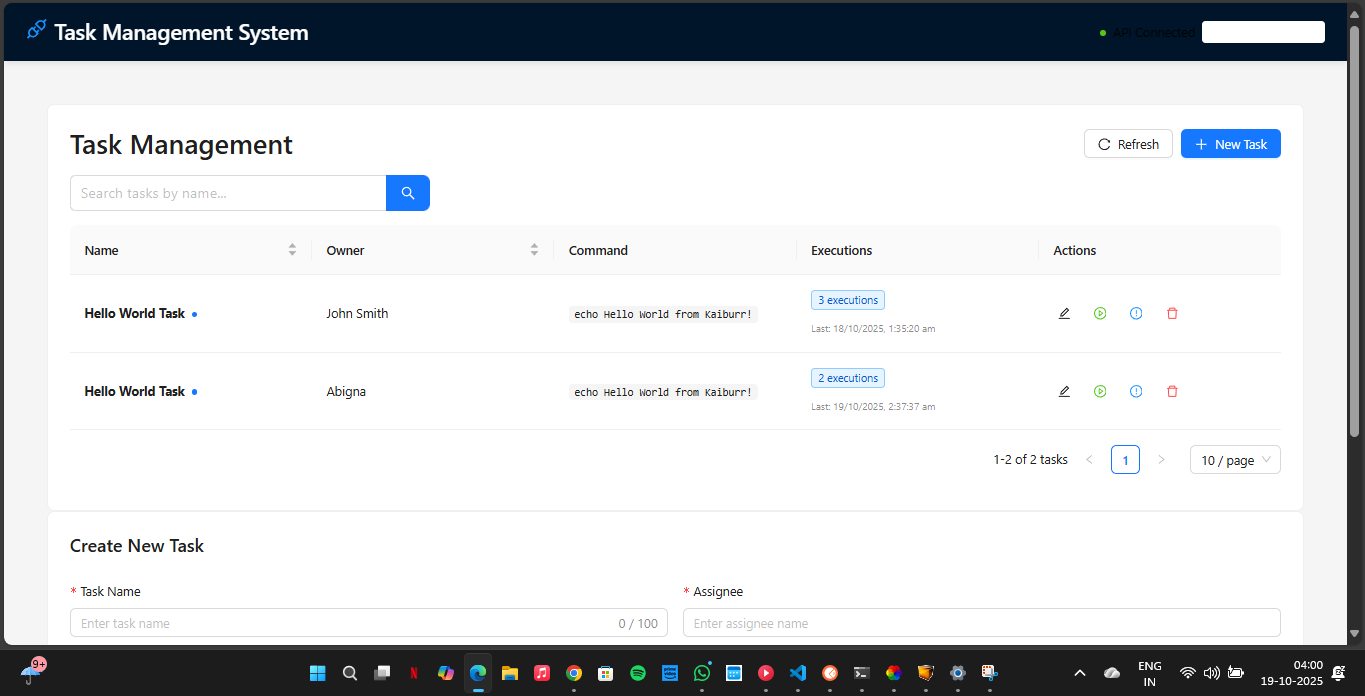 Task Management System
API Connected
Task Management
Refresh
New Task
Search tasks by name...
Name Owner Command Executions Actions
Hello World Task John Smith echo Hello World from Kaiburr! 3 executions
Last: 18/10/2025, 1:35:20 am
Hello World Task Abigna echo Hello World from Kaiburr! 2 executions
Last: 19/10/2025, 2:37:37 am
1-2 of 2 tasks 1 10 / page
Create New Task
* Task Name * Assignee
Enter task name 0 / 100 Enter assignee name
9+
ENG
IN
04:00
19-10-2025